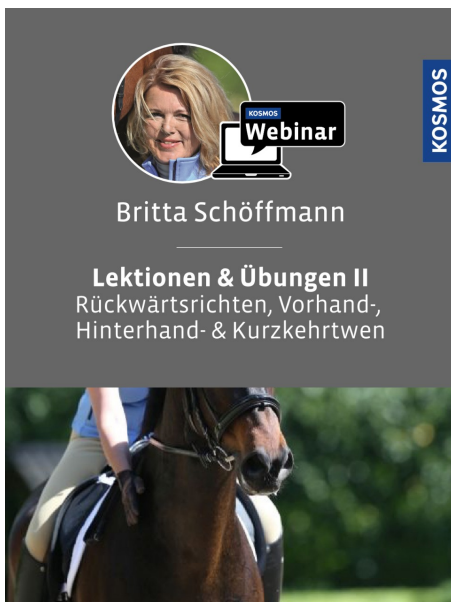 KOSMOS
Webinar
KOSMOS
Britta Schöffmann
Lektionen & Übungen II
Rückwärtsrichten, Vorhand-,
Hinterhand- & Kurzkehrtwen